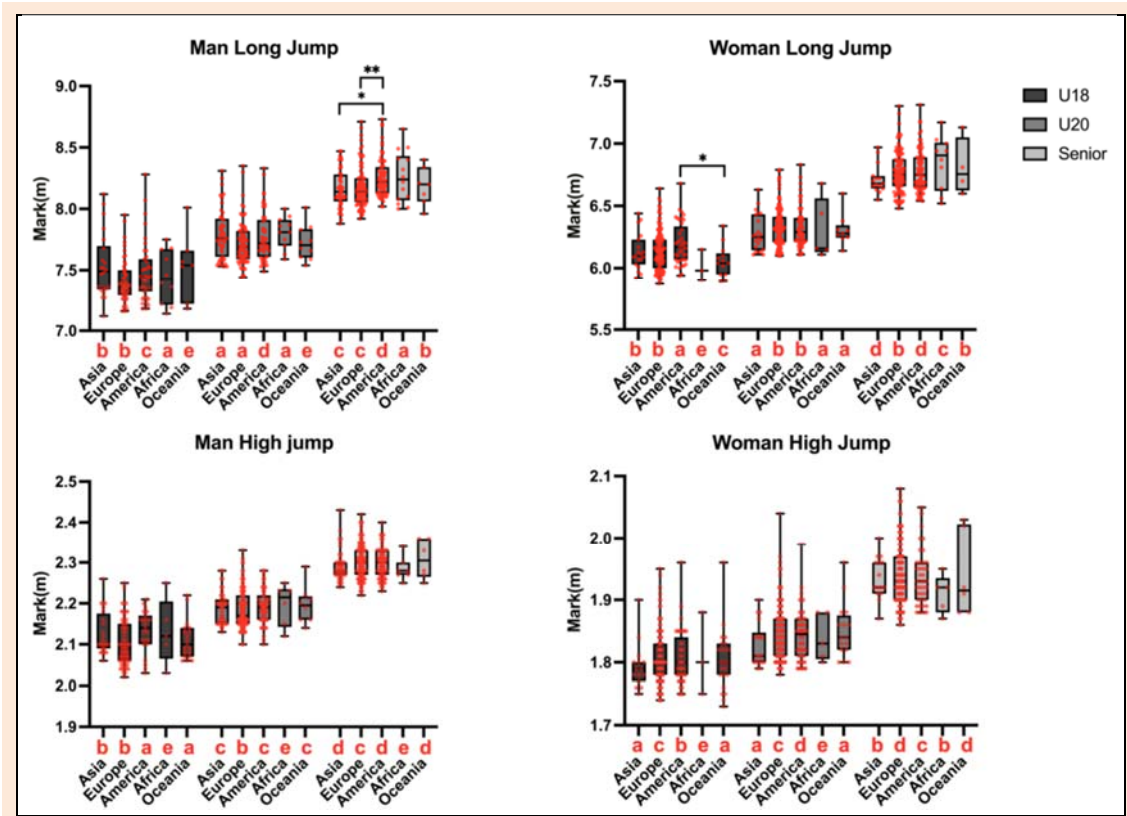 Man Long Jump
**
*
9.0
8.5
8.0
7.5
7.0
Mark(m)
b b c a e a a d a e c c d a b
Asia Europe America Africa Oceania Asia Europe America Africa Oceania Asia Europe America Africa Oceania
Woman Long Jump
*
7.5
7.0
6.5
6.0
5.5
Mark(m)
b b a e c a b b a a d b d c b
Asia Europe America Africa Oceania Asia Europe America Africa Oceania Asia Europe America Africa Oceania
U18
U20
Senior
Man High jump
2.5
2.4
2.3
2.2
2.1
2.0
1.9
Mark(m)
b b a e a c b c e c d c d e d
Asia Europe America Africa Oceania Asia Europe America Africa Oceania Asia Europe America Africa Oceania
Woman High Jump
2.1
2.0
1.9
1.8
1.7
Mark(m)
a c b e a a c d e a b d c b d
Asia Europe America Africa Oceania Asia Europe America Africa Oceania Asia Europe America Africa Oceania